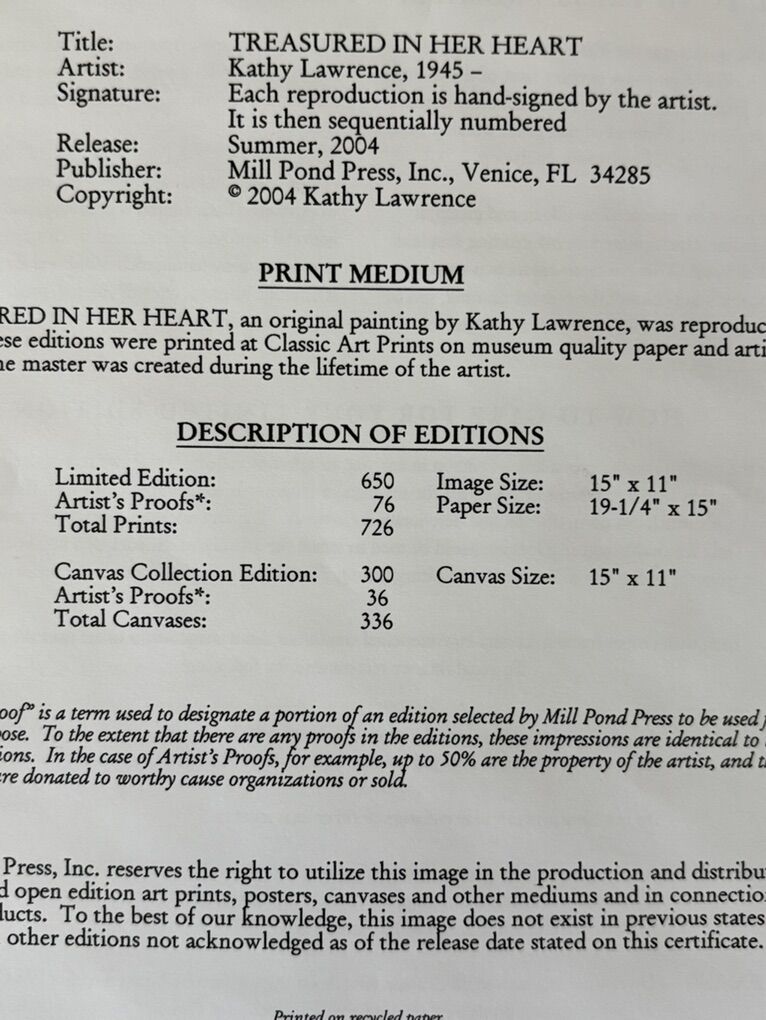 Title: TREASURED IN HER HEART
Artist: Kathy Lawrence, 1945 –
Signature: Each reproduction is hand-signed by the artist.
It is then sequentially numbered
Release: Summer, 2004
Publisher: Mill Pond Press, Inc., Venice, FL 34285
Copyright: © 2004 Kathy Lawrence
PRINT MEDIUM
RED IN HER HEART, an original painting by Kathy Lawrence, was reproduc
ese editions were printed at Classic Art Prints on museum quality paper and arti
he master was created during the lifetime of the artist.
DESCRIPTION OF EDITIONS
Limited Edition: 650 Image Size: 15" x 11"
Artist's Proofs*: 76 Paper Size: 19-1/4" x 15"
Total Prints: 726
Canvas Collection Edition: 300 Canvas Size: 15" x 11"
Artist's Proofs*: 36
Total Canvases: 336
oof" is a term used to designate a portion of an edition selected by Mill Pond Press to be used f
ose. To the extent that there are any proofs in the editions, these impressions are identical to
ions. In the case of Artist's Proofs, for example, up to 50% are the property of the artist, and th
re donated to worthy cause organizations or sold.
Press, Inc. reserves the right to utilize this image in the production and distribu
d open edition art prints, posters, canvases and other mediums and in connectio
ucts. To the best of our knowledge, this image does not exist in previous states
other editions not acknowledged as of the release date stated on this certificate.
Printed on recycled paper